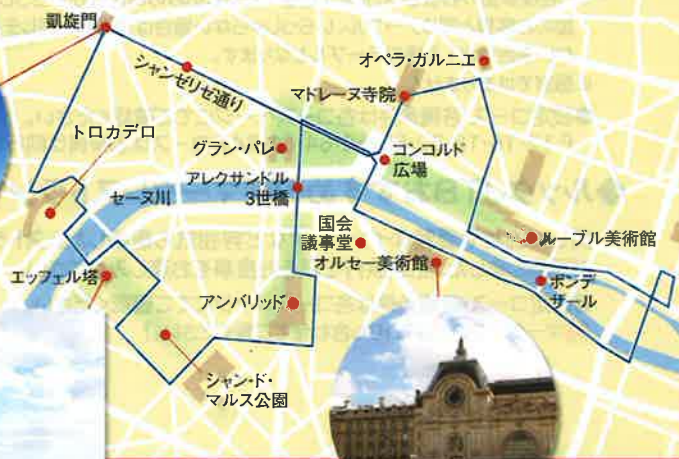 凱旋門
オペラ・ガルニエ
シャンゼリゼ通り
マドレーヌ寺院
トロカデロ
グラン・パレ
コンコルド
広場
アレクサンドル
3世橋
セーヌ川
国会
議事堂
ルーブル美術館
オルセー美術館
エッフェル塔
ポンデ
ザール
アンバリッド
シャン・ド・
マルス公園